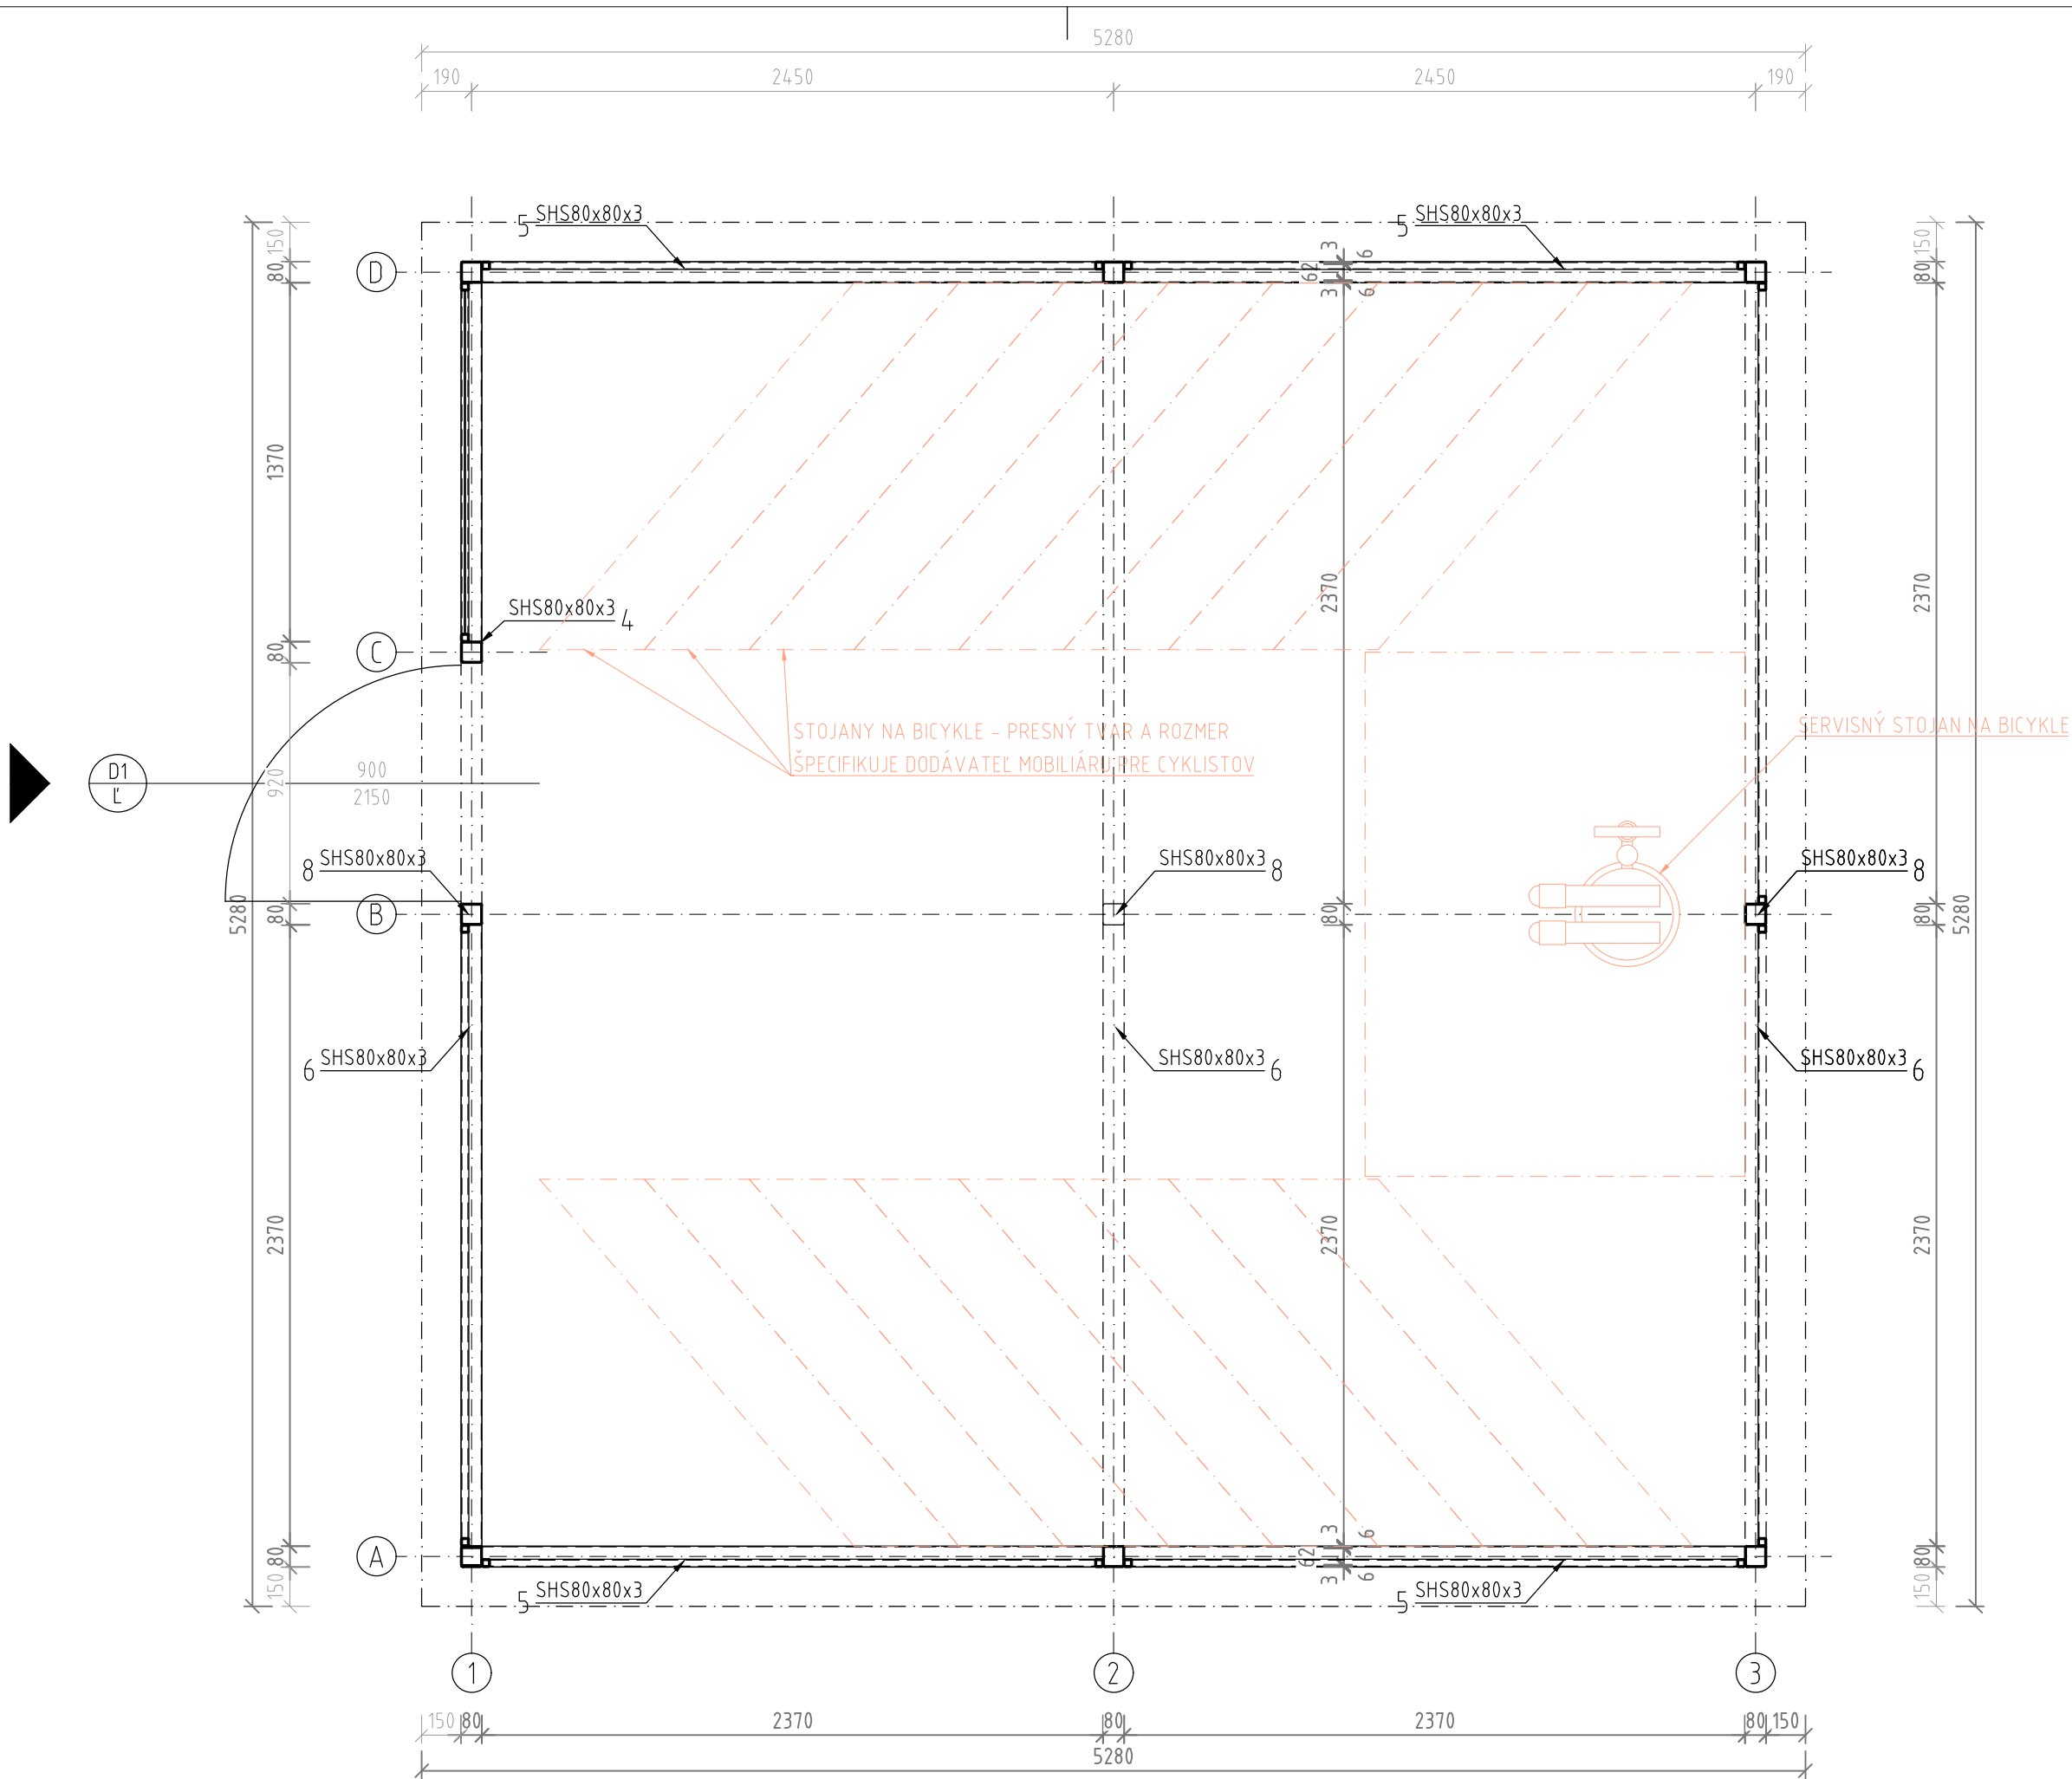 5280
190
2450
2450
190
5 SHS80x80x3
5 SHS80x80x3
150
80
1370
80
920
80
2370
80
150
5280
D
C
B
A
3
6
62
3
6
2370
80
2370
3
6
62
3
6
150
80
2370
80
2370
80
150
5280
SHS80x80x3 4
STOJANY NA BICYKLE - PRESNÝ TVAR A ROZMER
ŠPECIFIKUJE DODÁVATEĽ MOBILIÁRU PRE CYKLISTOV
SERVISNÝ STOJAN NA BICYKLE
D1
Ľ
900
2150
8 SHS80x80x3
SHS80x80x3 8
SHS80x80x3 8
6 SHS80x80x3
SHS80x80x3 6
SHS80x80x3 6
5 SHS80x80x3
5 SHS80x80x3
1
2
3
150
80
2370
80
2370
80
150
5280